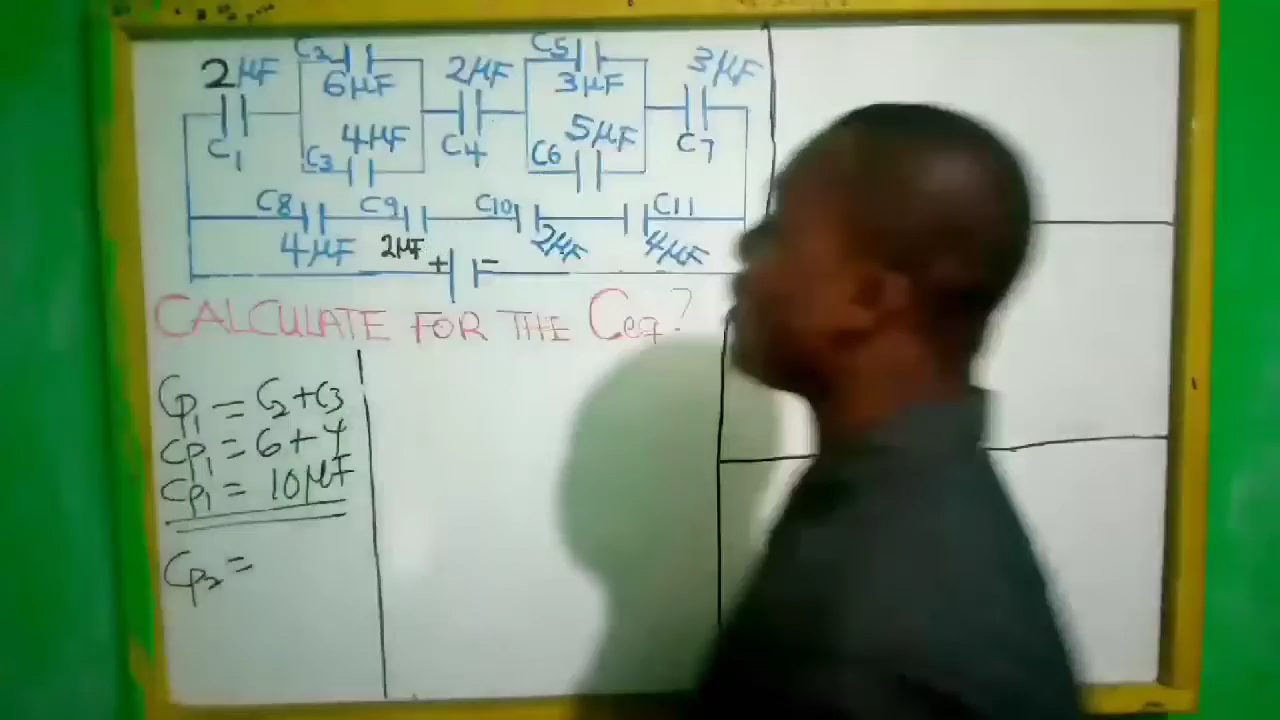 C2 C5
2μF 6μF 2μF 3μF 3μF
4μF 5μF
C1 C3 C4 C6 C7
C8 C9 C10 C11
4μF 2μF 2μF 4μF
+ -
CALCULATE FOR THE Ceq?
Cp1 = C2+C3
Cp1 = 6+4
Cp1 = 10μF
Cp2 =